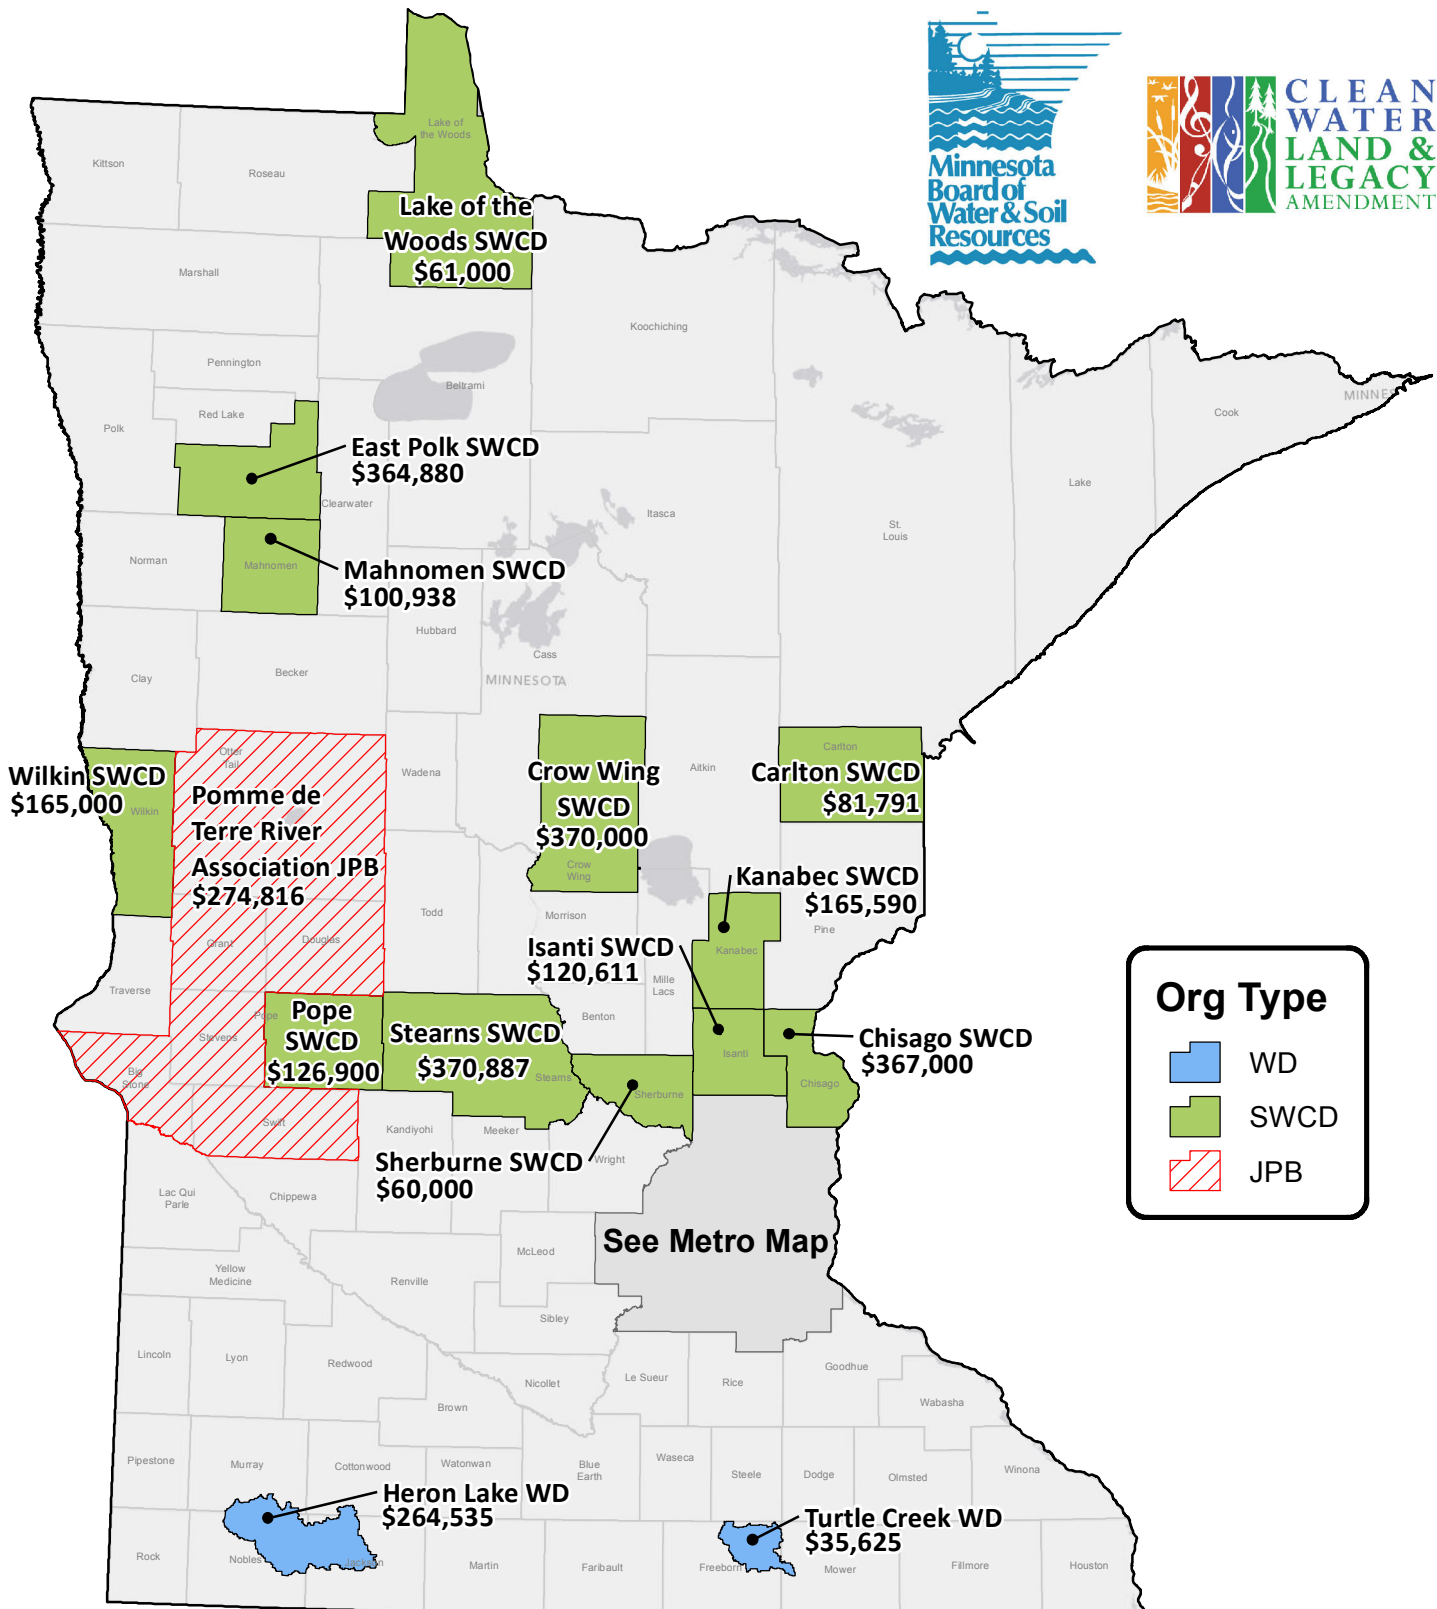 CLEAN
WATER
LAND &
LEGACY
AMENDMENT
Minnesota
Board of
Water & Soil
Resources
Lake of
the Woods
Kittson
Roseau
Lake of the
Woods SWCD
$61,000
Marshall
Koochiching
Pennington
Beltrami
MINNES
Cook
Red Lake
Polk
East Polk SWCD
$364,880
Lake
Clearwater
Itasca
St.
Louis
Norman
Mahnomen
Mahnomen SWCD
$100,938
Hubbard
Cass
Becker
Clay
MINNESOTA
Otter
Tail
Carlton
Wilkin SWCD
$165,000
Wilkin
Pomme de
Terre River
Association JPB
$274,816
Wadena
Crow Wing
SWCD
$370,000
Crow
Wing
Aitkin
Carlton SWCD
$81,791
Kanabec SWCD
$165,590
Todd
Morrison
Pine
Grant
Douglas
Isanti SWCD
$120,611
Kanabec
Mille
Lacs
Traverse
Pope
Pope
SWCD
$126,900
Stevens
Stearns SWCD
$370,887
Stearns
Benton
Isanti
Chisago SWCD
$367,000
Chisago
Big
Stone
Sherburne
Swift
Kandiyohi
Meeker
Sherburne SWCD
$60,000
Wright
Org Type
WD
SWCD
JPB
Lac Qui
Parle
Chippewa
See Metro Map
McLeod
Yellow
Medicine
Renville
Sibley
Lincoln
Lyon
Redwood
Nicollet
Le Sueur
Rice
Goodhue
Wabasha
Brown
Pipestone
Murray
Cottonwood
Watonwan
Blue
Earth
Waseca
Steele
Dodge
Olmsted
Winona
Heron Lake WD
$264,535
Turtle Creek WD
$35,625
Rock
Nobles
Jackson
Martin
Faribault
Freeborn
Mower
Fillmore
Houston